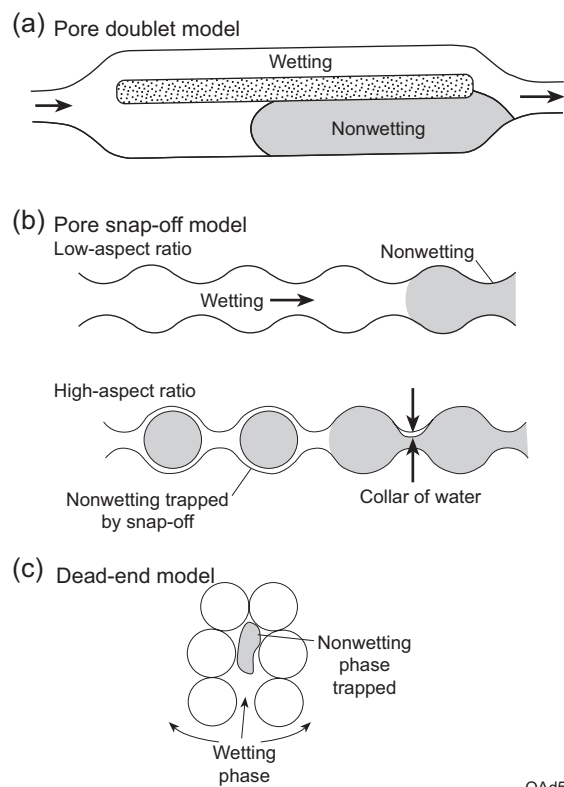 (a) Pore doublet model
Wetting
Nonwetting
(b) Pore snap-off model
Low-aspect ratio
Nonwetting
Wetting
High-aspect ratio
Nonwetting trapped
by snap-off
Collar of water
(c) Dead-end model
Nonwetting
phase
trapped
Wetting
phase